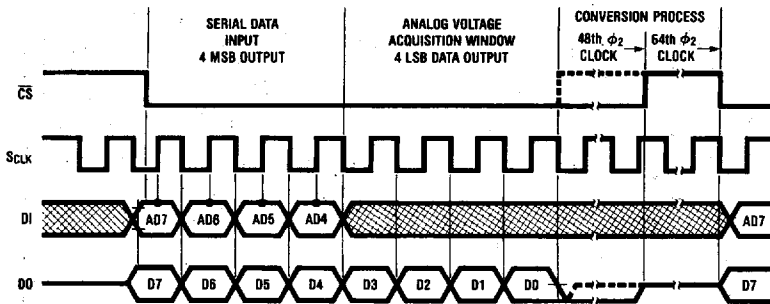 SERIAL DATA
INPUT
4 MSB OUTPUT
ANALOG VOLTAGE
ACQUISITION WINDOW
4 LSB DATA OUTPUT
CONVERSION PROCESS
48th ϕ2
CLOCK
64th ϕ2
CLOCK
CS
SCLK
DI
AD7
AD6
AD5
AD4
AD7
DO
D7
D6
D5
D4
D3
D2
D1
D0
D7